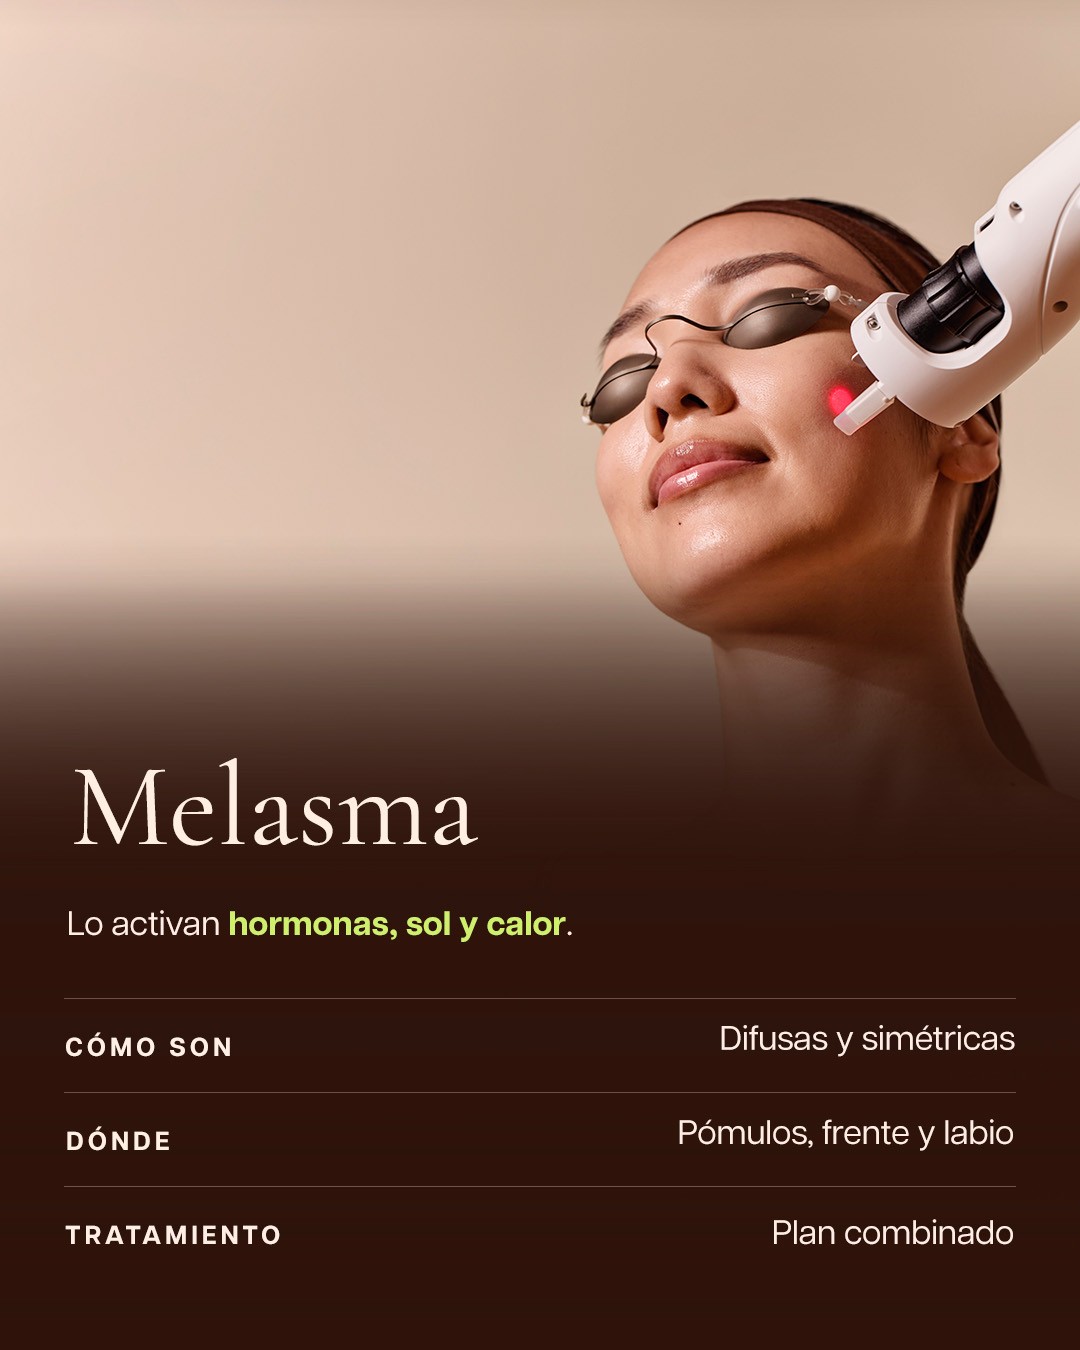 Melasma
Lo activan hormonas, sol y calor.
CÓMO SON
Difusas y simétricas
DÓNDE
Pómulos, frente y labio
TRATAMIENTO
Plan combinado